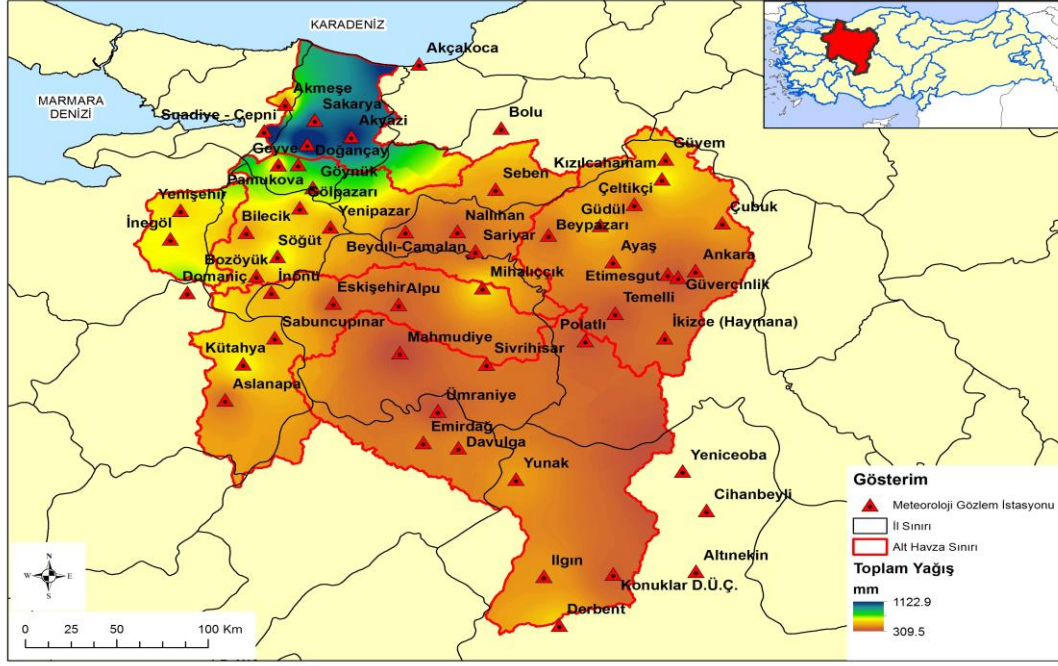 KARADENİZ
Akçakoca
MARMARA
DENİZİ
Akmeşe
Sakarya
Suadiye - Çepni
Akyazi
Bolu
Geyve
Doğançay
Güvem
Kızılcahamam
Pamukova
Göynük
Seben
Çeltikçi
Yenişehir
Gölpazarı
Güdül
Çubuk
İnegöl
Bilecik
Yenipazar
Nallıhan
Beypazarı
Söğüt
Beydili-Çamalan
Sariyar
Ayaş
Ankara
Bozöyük
Domaniç
İnönü
Mihalıççık
Etimesgut
Güvercinlik
Eskişehir
Alpu
Temelli
Sabuncupınar
Mahmudiye
Polatlı
İkizce (Haymana)
Kütahya
Sivrihisar
Aslanapa
Ümraniye
Emirdağ
Davulga
Yunak
Yeniceoba
Cihanbeyli
Ilgın
Konuklar D.Ü.Ç.
Altınekin
Derbent
Gösterim
Meteoroloji Gözlem İstasyonu
İl Sınırı
Alt Havza Sınırı
Toplam Yağış
mm
1122.9
309.5
N
W
E
S
0 25 50 100 Km